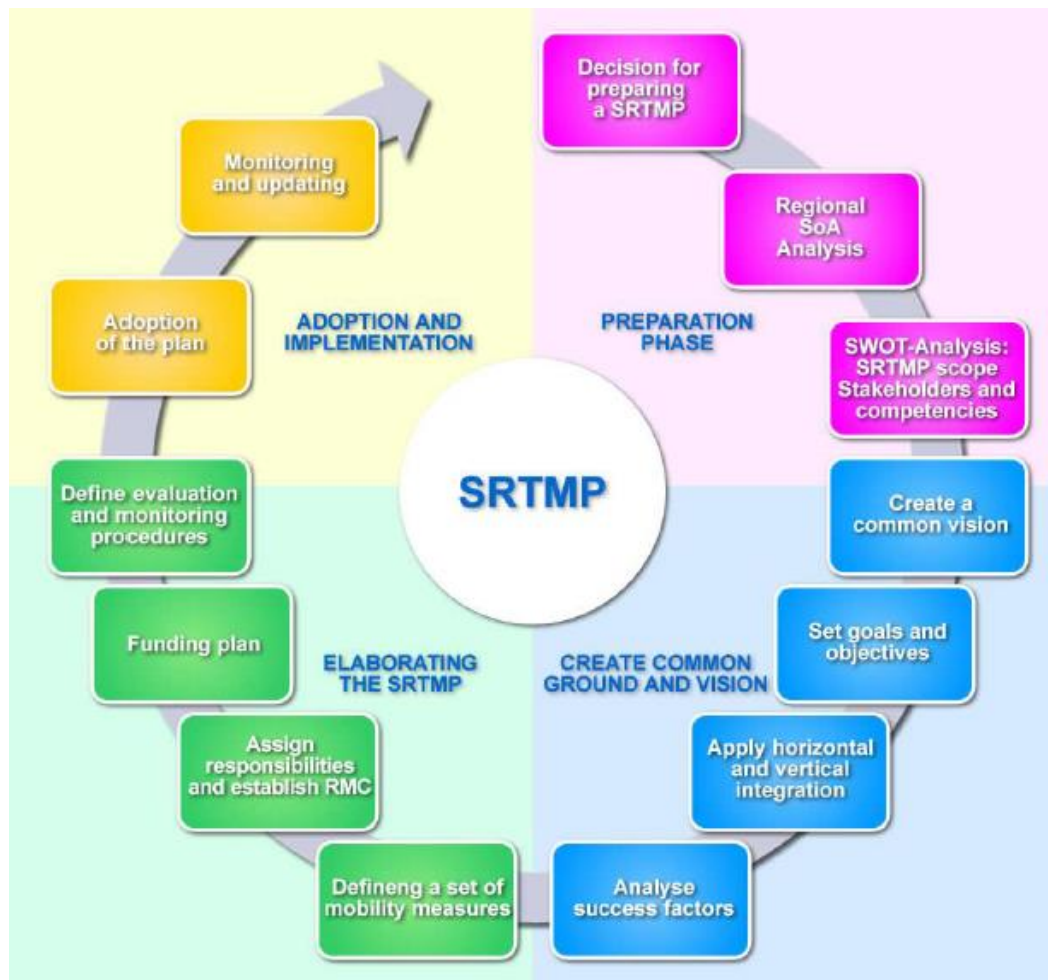 Decision for
preparing
a SRTMP
Regional
SoA
Analysis
SWOT-Analysis:
SRTMP scope
Stakeholders and
competencies
PREPARATION
PHASE
Create a
common vision
Set goals and
objectives
Apply horizontal
and vertical
integration
Analyse
success factors
CREATE COMMON
GROUND AND VISION
Defineng a set of
mobility measures
Assign
responsibilities
and establish RMC
Funding plan
Define evaluation
and monitoring
procedures
ELABORATING
THE SRTMP
Adoption
of the plan
Monitoring
and updating
ADOPTION AND
IMPLEMENTATION
SRTMP